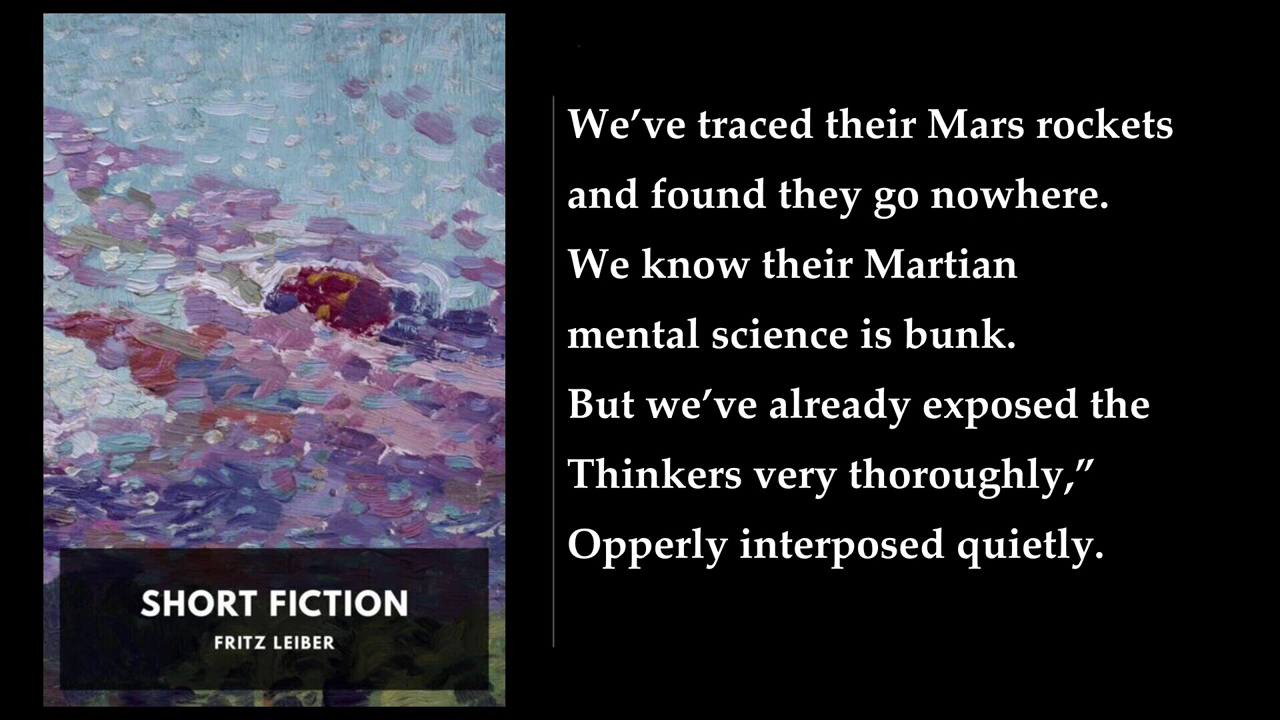 We’ve traced their Mars rockets
and found they go nowhere.
We know their Martian
mental science is bunk.
But we’ve already exposed the
Thinkers very thoroughly,”
Opperly interposed quietly.
SHORT FICTION
FRITZ LEIBER